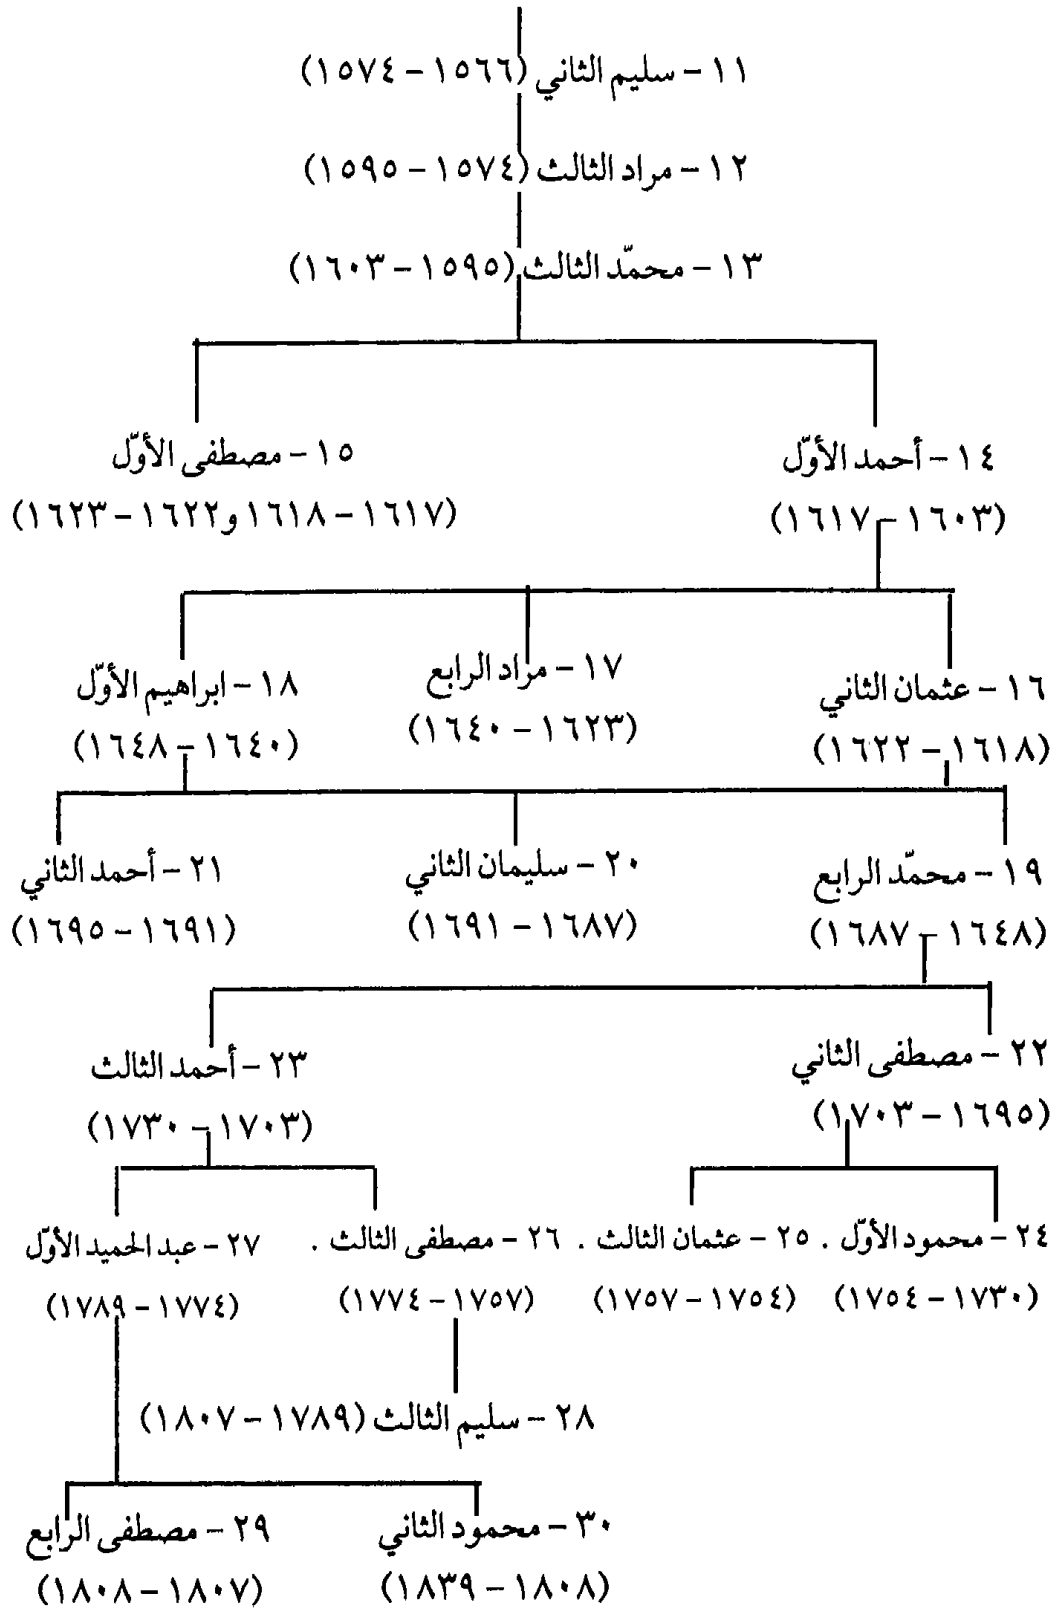 ١١ - سليم الثاني (١٥٦٦ - ١٥٧٤)
١٢ - مراد الثالث (١٥٧٤ - ١٥٩٥)
١٣ - محمّد الثالث (١٥٩٥ - ١٦٠٣)
١٤ - أحمد الأوّل
(١٦٠٣ - ١٦١٧)
١٥ - مصطفى الأوّل
(١٦١٧ - ١٦١٨ و١٦٢٢ - ١٦٢٣)
١٦ - عثمان الثاني
(١٦١٨ - ١٦٢٢)
١٧ - مراد الرابع
(١٦٢٣ - ١٦٤٠)
١٨ - ابراهيم الأوّل
(١٦٤٠ - ١٦٤٨)
١٩ - محمّد الرابع
(١٦٤٨ - ١٦٨٧)
٢٠ - سليمان الثاني
(١٦٨٧ - ١٦٩١)
٢١ - أحمد الثاني
(١٦٩١ - ١٦٩٥)
٢٢ - مصطفى الثاني
(١٦٩٥ - ١٧٠٣)
٢٣ - أحمد الثالث
(١٧٠٣ - ١٧٣٠)
٢٤ - محمود الأوّل .
(١٧٣٠ - ١٧٥٤)
٢٥ - عثمان الثالث .
(١٧٥٤ - ١٧٥٧)
٢٦ - مصطفى الثالث .
(١٧٥٧ - ١٧٧٤)
٢٧ - عبد الحميد الأوّل
(١٧٧٤ - ١٧٨٩)
٢٨ - سليم الثالث (١٧٨٩ - ١٨٠٧)
٣٠ - محمود الثاني
(١٨٠٨ - ١٨٣٩)
٢٩ - مصطفى الرابع
(١٨٠٧ - ١٨٠٨)